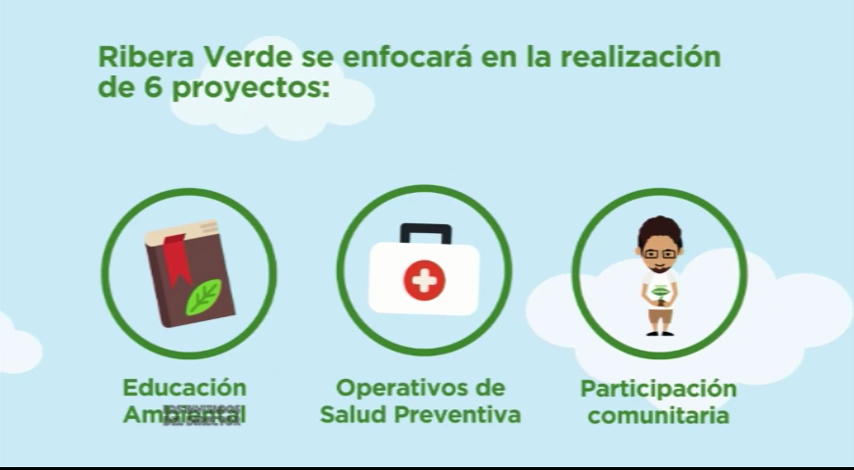 Ribera Verde se enfocará en la realización
de 6 proyectos:
Educación
Ambiental
Operativos de
Salud Preventiva
Participación
comunitaria